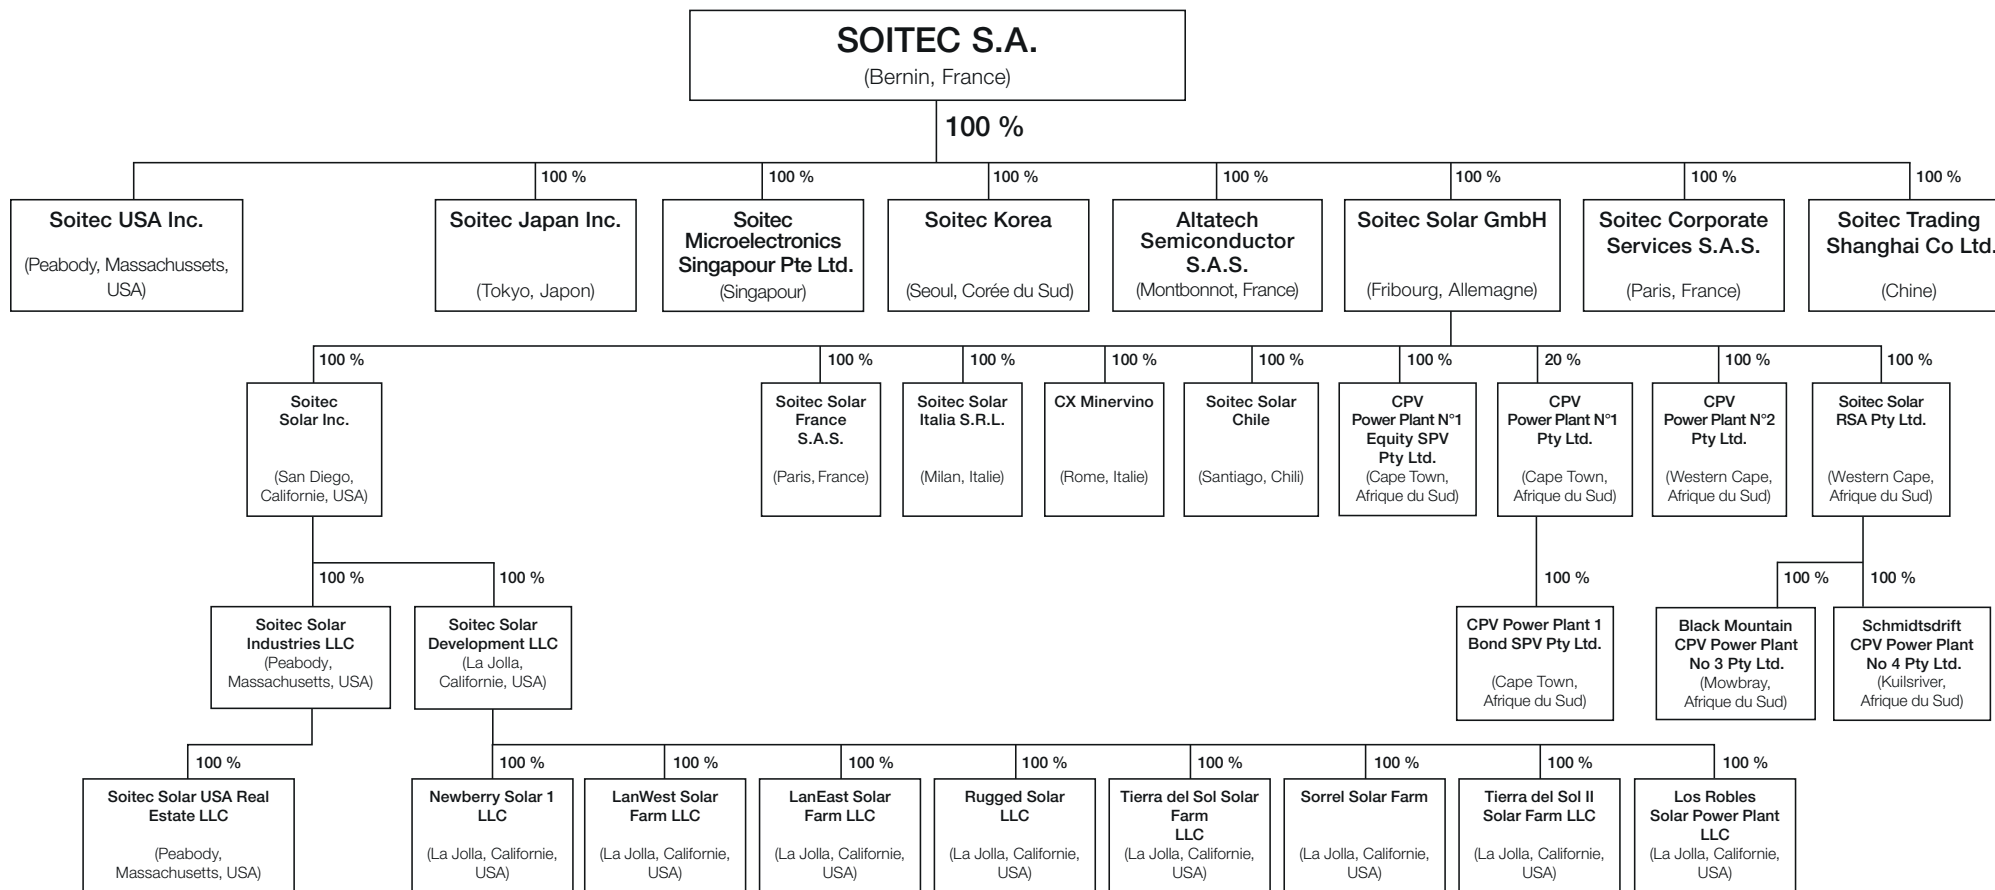 SOITEC S.A.
(Bernin, France)
100 %
100 %
100 %
100 %
100 %
100 %
100 %
100 %
Soitec USA Inc.
(Peabody, Massachussets,
USA)
Soitec Japan Inc.
(Tokyo, Japon)
Soitec
Microelectronics
Singapour Pte Ltd.
(Singapour)
Soitec Korea
(Seoul, Corée du Sud)
Altatech
Semiconductor
S.A.S.
(Montbonnot, France)
Soitec Solar GmbH
(Fribourg, Allemagne)
Soitec Corporate
Services S.A.S.
(Paris, France)
Soitec Trading
Shanghai Co Ltd.
(Chine)
100 %
100 %
100 %
100 %
100 %
100 %
20 %
100 %
100 %
Soitec
Solar Inc.
(San Diego,
Californie, USA)
Soitec Solar
France
S.A.S.
(Paris, France)
Soitec Solar
Italia S.R.L.
(Milan, Italie)
CX Minervino
(Rome, Italie)
Soitec Solar
Chile
(Santiago, Chili)
CPV
Power Plant N°1
Equity SPV
Pty Ltd.
(Cape Town,
Afrique du Sud)
CPV
Power Plant N°1
Pty Ltd.
(Cape Town,
Afrique du Sud)
CPV
Power Plant N°2
Pty Ltd.
(Western Cape,
Afrique du Sud)
Soitec Solar
RSA Pty Ltd.
(Western Cape,
Afrique du Sud)
100 %
100 %
100 %
100 %
100 %
Soitec Solar
Industries LLC
(Peabody,
Massachusetts, USA)
Soitec Solar
Development LLC
(La Jolla,
Californie, USA)
CPV Power Plant 1
Bond SPV Pty Ltd.
(Cape Town,
Afrique du Sud)
Black Mountain
CPV Power Plant
No 3 Pty Ltd.
(Mowbray,
Afrique du Sud)
Schmidtsdrift
CPV Power Plant
No 4 Pty Ltd.
(Kuilsriver,
Afrique du Sud)
100 %
100 %
100 %
100 %
100 %
100 %
100 %
100 %
100 %
Soitec Solar USA Real
Estate LLC
(Peabody,
Massachusetts, USA)
Newberry Solar 1
LLC
(La Jolla, Californie,
USA)
LanWest Solar
Farm LLC
(La Jolla, Californie,
USA)
LanEast Solar
Farm LLC
(La Jolla, Californie,
USA)
Rugged Solar
LLC
(La Jolla, Californie,
USA)
Tierra del Sol Solar
Farm
LLC
(La Jolla, Californie,
USA)
Sorrel Solar Farm
(La Jolla, Californie,
USA)
Tierra del Sol II
Solar Farm LLC
(La Jolla, Californie,
USA)
Los Robles
Solar Power Plant
LLC
(La Jolla, Californie,
USA)